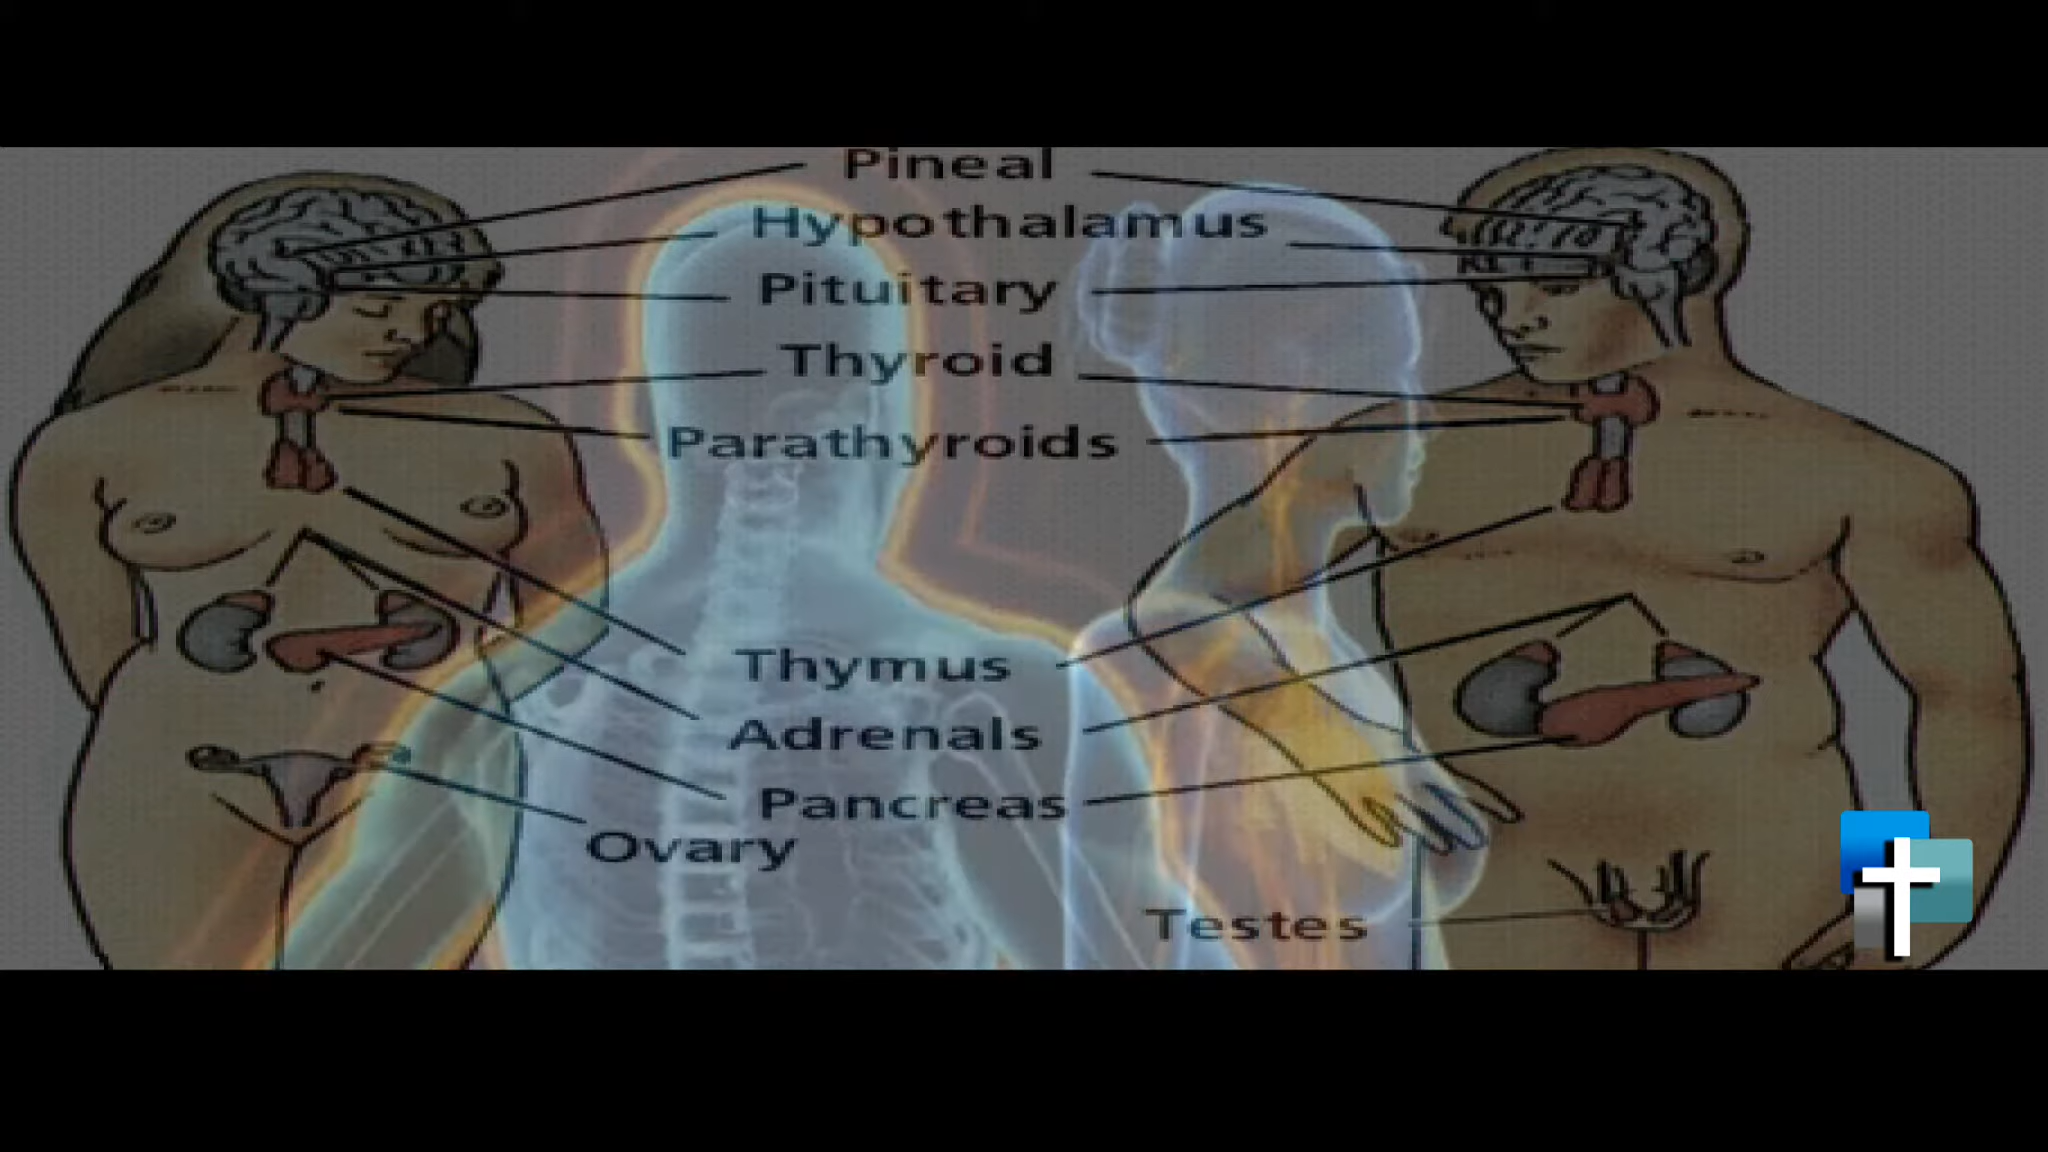 Pineal
Hypothalamus
Pituitary
Thyroid
Parathyroids
Thymus
Adrenals
Pancreas
Ovary
Testes